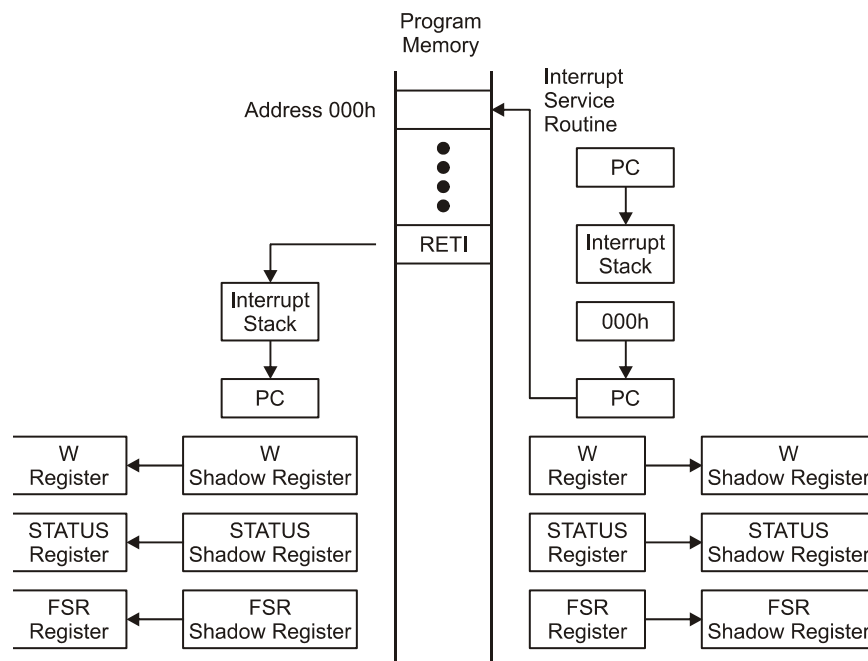 Program
Memory
Address 000h
Interrupt
Service
Routine
PC
Interrupt
Stack
RETI
Interrupt
Stack
000h
PC
PC
W
Register
W
Shadow Register
W
Register
W
Shadow Register
STATUS
Register
STATUS
Shadow Register
STATUS
Register
STATUS
Shadow Register
FSR
Register
FSR
Shadow Register
FSR
Register
FSR
Shadow Register